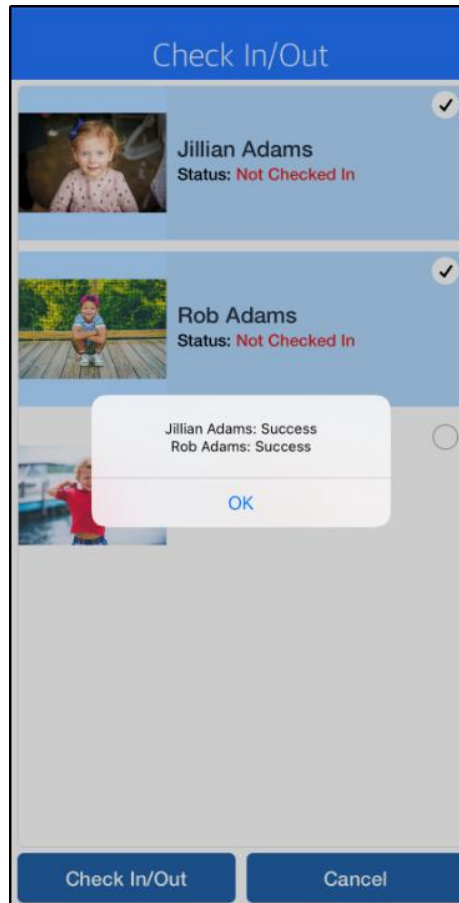 Check In/Out
Jillian Adams
Status: Not Checked In
Rob Adams
Status: Not Checked In
Jillian Adams: Success
Rob Adams: Success
OK
Check In/Out
Cancel